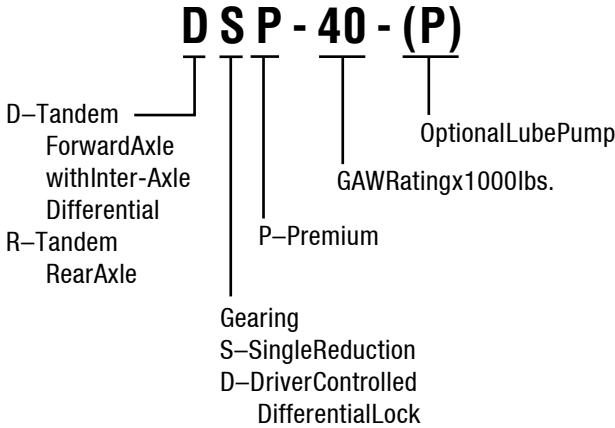 D S P - 40 - (P)
D–Tandem
ForwardAxle
withInter-Axle
Differential
R–Tandem
RearAxle
OptionalLubePump
GAWRatingx1000lbs.
P–Premium
Gearing
S–SingleReduction
D–DriverControlled
DifferentialLock